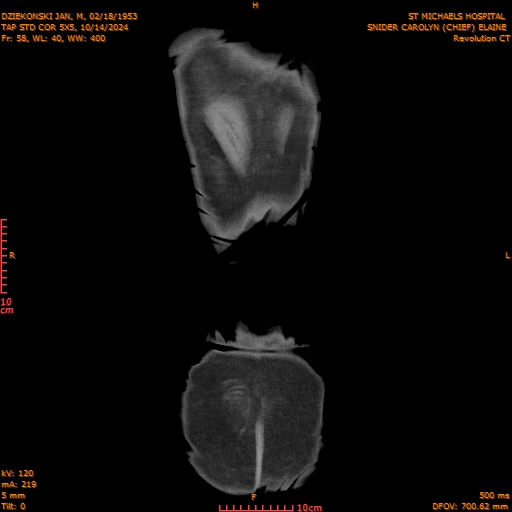 H
DZIEKONSKI JAN, M, 02/18/1953
TAP STD COR 5X5, 10/14/2024
Fr: 58, WL: 40, WW: 400
ST MICHAELS HOSPITAL
SNIDER CAROLYN (CHIEF) ELAINE
Revolution CT
R
L
10
cm
kV: 120
mA: 219
5 mm
Tilt: 0
F
10cm
500 ms
DFOV: 700.62 mm